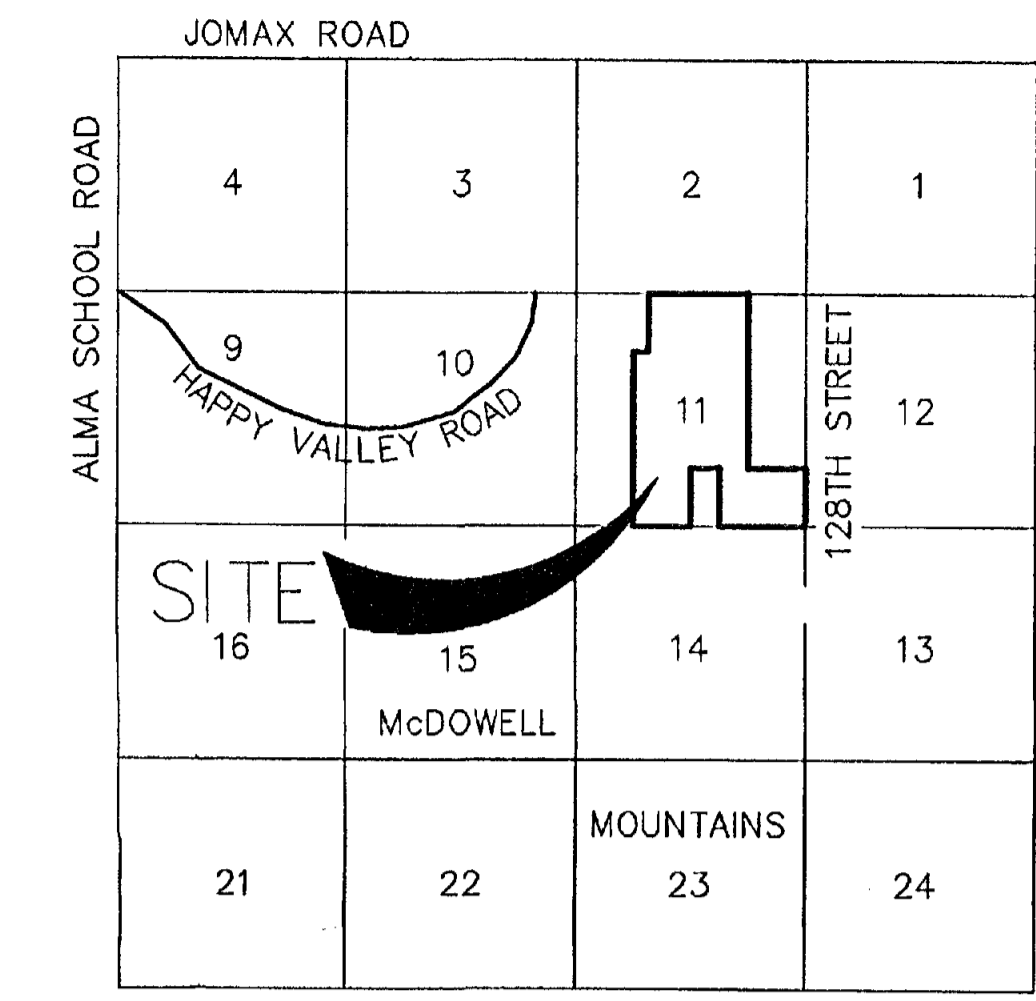 JOMAX ROAD
ALMA SCHOOL ROAD
4
3
2
1
9
10
HAPPY VALLEY ROAD
11
128TH STREET
12
SITE
16
15
14
13
McDOWELL
MOUNTAINS
21
22
23
24